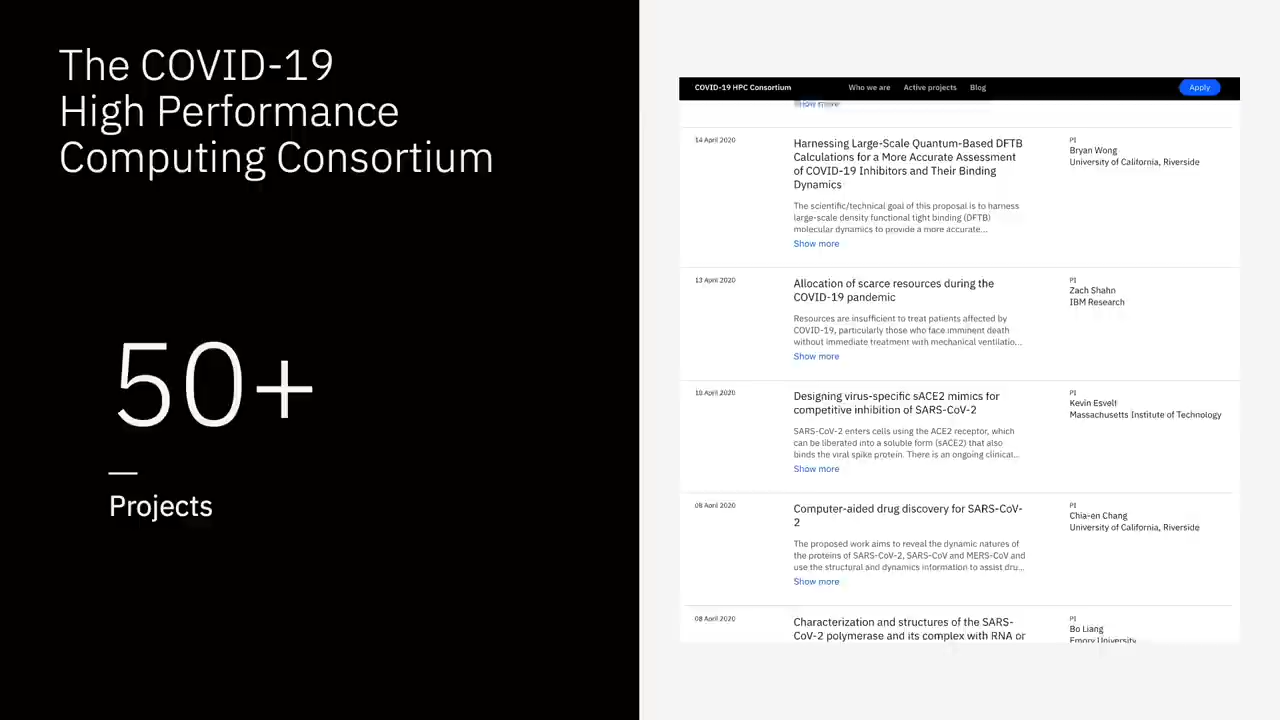 The COVID-19
High Performance
Computing Consortium
50+
Projects
COVID-19 HPC Consortium
Who we are
Active projects
Blog
Apply
14 April 2020
Harnessing Large-Scale Quantum-Based DFTB
Calculations for a More Accurate Assessment
of COVID-19 Inhibitors and Their Binding
Dynamics
The scientific/technical goal of this proposal is to harness
large-scale density functional tight binding (DFTB)
molecular dynamics to provide a more accurate...
Show more
PI
Bryan Wong
University of California, Riverside
13 April 2020
Allocation of scarce resources during the
COVID-19 pandemic
Resources are insufficient to treat patients affected by
COVID-19, particularly those who face imminent death
without immediate treatment with mechanical ventilatio...
Show more
PI
Zach Shahn
IBM Research
10 April 2020
Designing virus-specific sACE2 mimics for
competitive inhibition of SARS-CoV-2
SARS-CoV-2 enters cells using the ACE2 receptor, which
can be liberated into a soluble form (sACE2) that also
binds the viral spike protein. There is an ongoing clinical...
Show more
PI
Kevin Esvelt
Massachusetts Institute of Technology
08 April 2020
Computer-aided drug discovery for SARS-CoV-
2
The proposed work aims to reveal the dynamic natures of
the proteins of SARS-CoV-2, SARS-CoV and MERS-CoV and
use the structural and dynamics information to assist dru...
Show more
PI
Chia-en Chang
University of California, Riverside
08 April 2020
Characterization and structures of the SARS-
CoV-2 polymerase and its complex with RNA or
PI
Bo Liang
Emory University